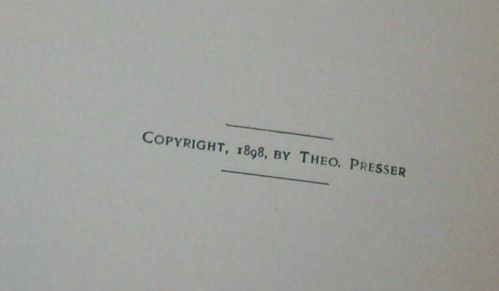 Copyright, 1898, by Theo. Presser